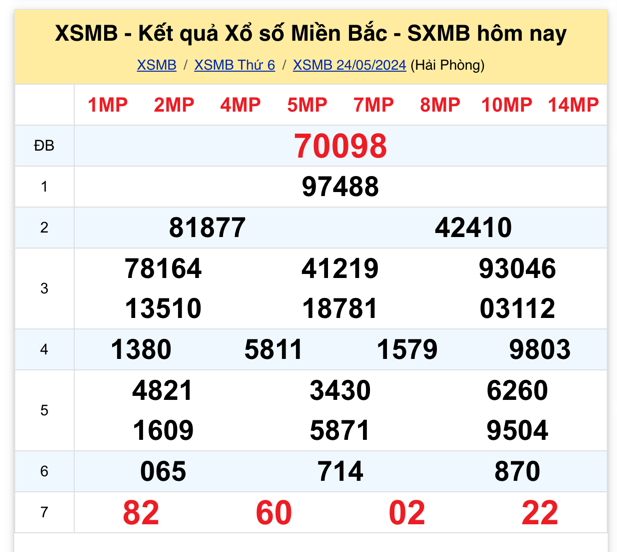 XSMB - Kết quả Xổ số Miền Bắc - SXMB hôm nay
XSMB / XSMB Thứ 6 / XSMB 24/05/2024 (Hải Phòng)
1MP 2MP 4MP 5MP 7MP 8MP 10MP 14MP
ĐB 70098
1 97488
2 81877 42410
3 78164 41219 93046
13510 18781 03112
4 1380 5811 1579 9803
5 4821 3430 6260
1609 5871 9504
6 065 714 870
7 82 60 02 22